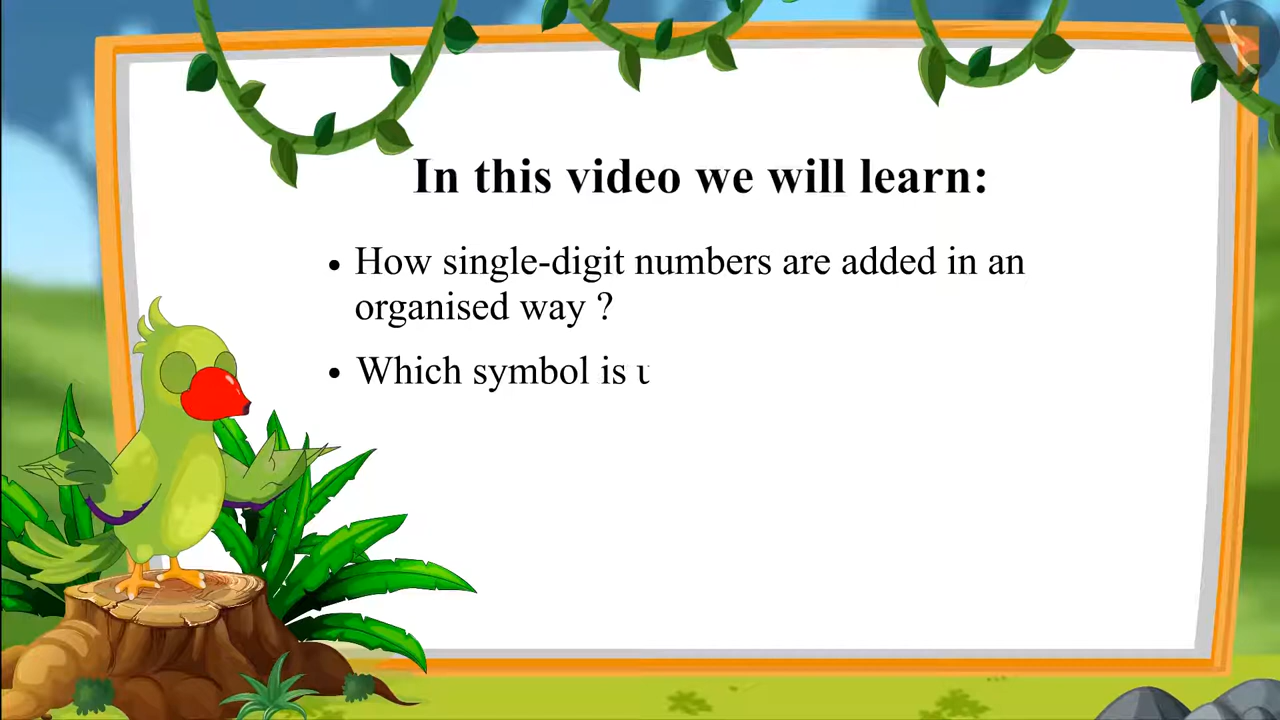 In this video we will learn:
• How single-digit numbers are added in an
organised way ?
• Which symbol is